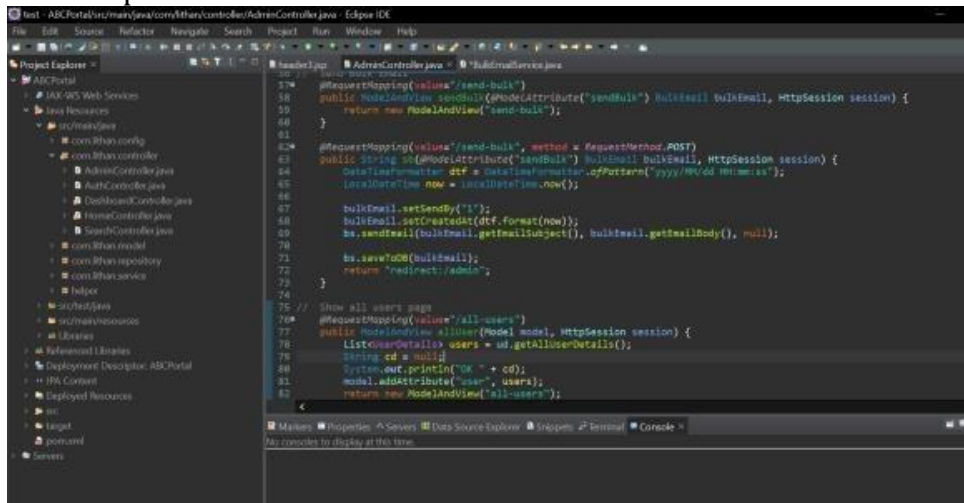 test - ABCPortal/src/main/java/com/lithan/controller/AdminController.java - Eclipse IDE
File Edit Source Refactor Navigate Search Project Run Window Help
Project Explorer
header3.jsp AdminController.java *BulkEmailService.java
ABCPortal
JAX-WS Web Services
Java Resources
src/main/java
com.lithan.config
com.lithan.controller
AdminController.java
AuthController.java
DashboardController.java
HomeController.java
SearchController.java
com.lithan.model
com.lithan.repository
com.lithan.service
helper
src/test/java
src/main/resources
Libraries
Referenced Libraries
Deployment Descriptor: ABCPortal
JPA Content
Deployed Resources
src
target
pom.xml
Servers
56 // Send bulk email
57 @RequestMapping(value="/send-bulk")
58 public ModelAndView sendBulk(@ModelAttribute("sendBulk") BulkEmail bulkEmail, HttpSession session) {
59 return new ModelAndView("send-bulk");
60 }
61
62 @RequestMapping(value="/send-bulk", method = RequestMethod.POST)
63 public String sb(@ModelAttribute("sendBulk") BulkEmail bulkEmail, HttpSession session) {
64 DateTimeFormatter dtf = DateTimeFormatter.ofPattern("yyyy/MM/dd HH:mm:ss");
65 LocalDateTime now = LocalDateTime.now();
66
67 bulkEmail.setSendBy("1");
68 bulkEmail.setCreatedAt(dtf.format(now));
69 bs.sendEmail(bulkEmail.getEmailSubject(), bulkEmail.getEmailBody(), null);
70
71 bs.saveToDB(bulkEmail);
72 return "redirect:/admin";
73 }
74
75 // Show all users page
76 @RequestMapping(value="/all-users")
77 public ModelAndView allUser(Model model, HttpSession session) {
78 List<UserDetails> users = ud.getAllUserDetails();
79 String cd = null;
80 System.out.println("OK " + cd);
81 model.addAttribute("user", users);
82 return new ModelAndView("all-users");
Markers Properties Servers Data Source Explorer Snippets Terminal Console
No consoles to display at this time.